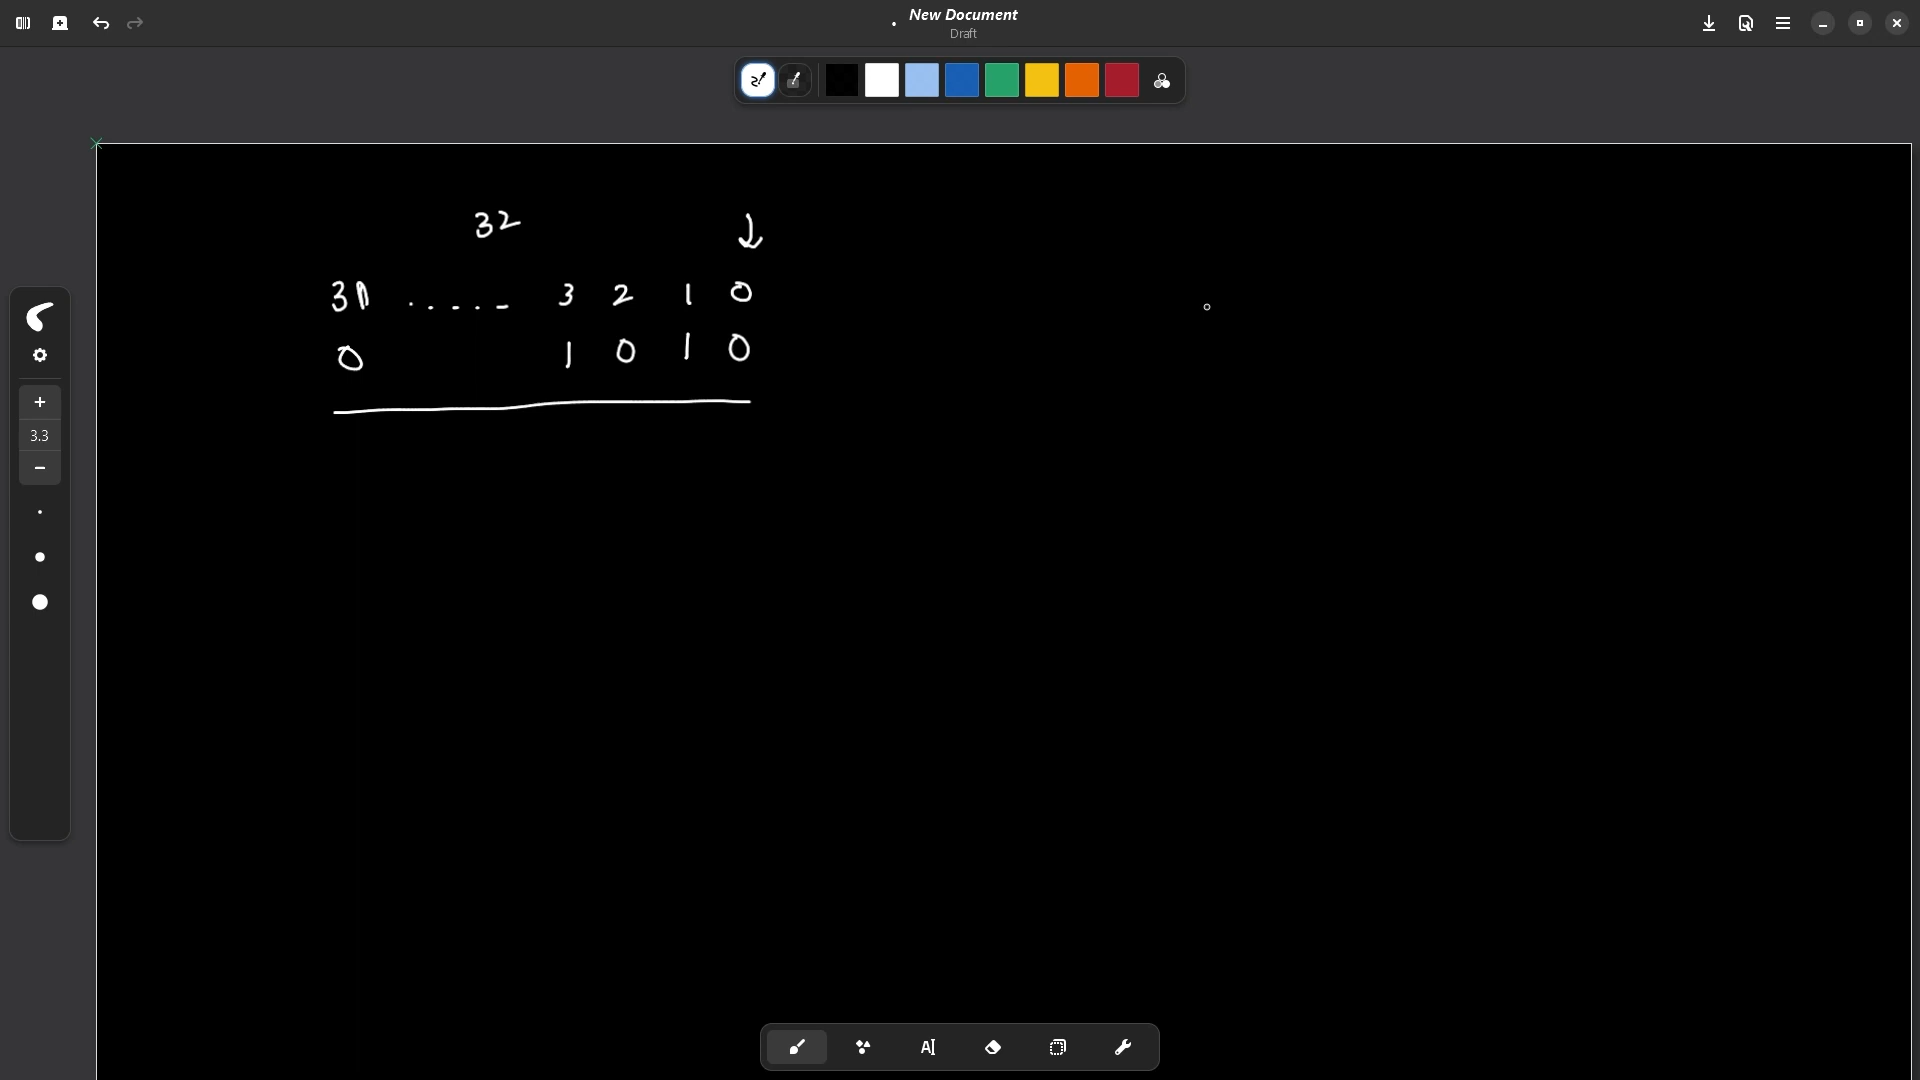 New Document
Draft
32
31 ..... 3 2 1 0
0 1 0 1 0
3.3